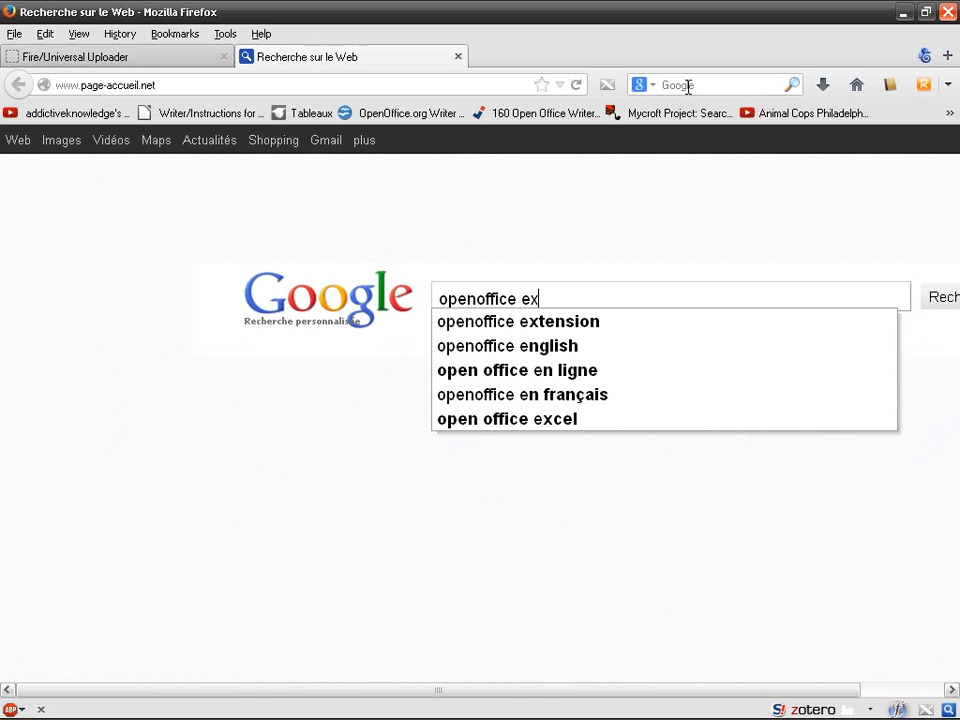 Recherche sur le Web - Mozilla Firefox
File Edit View History Bookmarks Tools Help
Fire/Universal Uploader
Recherche sur le Web
www.page-accueil.net
Google
addictiveknowledge's ...
Writer/Instructions for ...
Tableaux
OpenOffice.org Writer ...
160 Open Office Writer...
Mycroft Project: Searc...
Animal Cops Philadelph...
Web Images Vidéos Maps Actualités Shopping Gmail plus
Google
Recherche personnalisée
openoffice ex
Rech
openoffice extension
openoffice english
open office en ligne
openoffice en français
open office excel
ABP
S! zotero